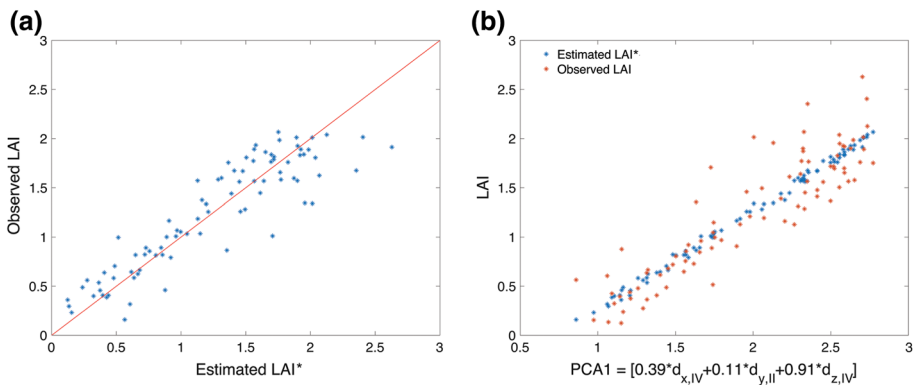 (a)
3
2.5
2
1.5
1
0.5
0
Observed LAI
0 0.5 1 1.5 2 2.5 3
Estimated LAI*
(b)
3
2.5
2
1.5
1
0.5
0
LAI
Estimated LAI*
Observed LAI
0.5 1 1.5 2 2.5 3
PCA1 = [0.39*d_{x,IV}+0.11*d_{y,II}+0.91*d_{z,IV}]